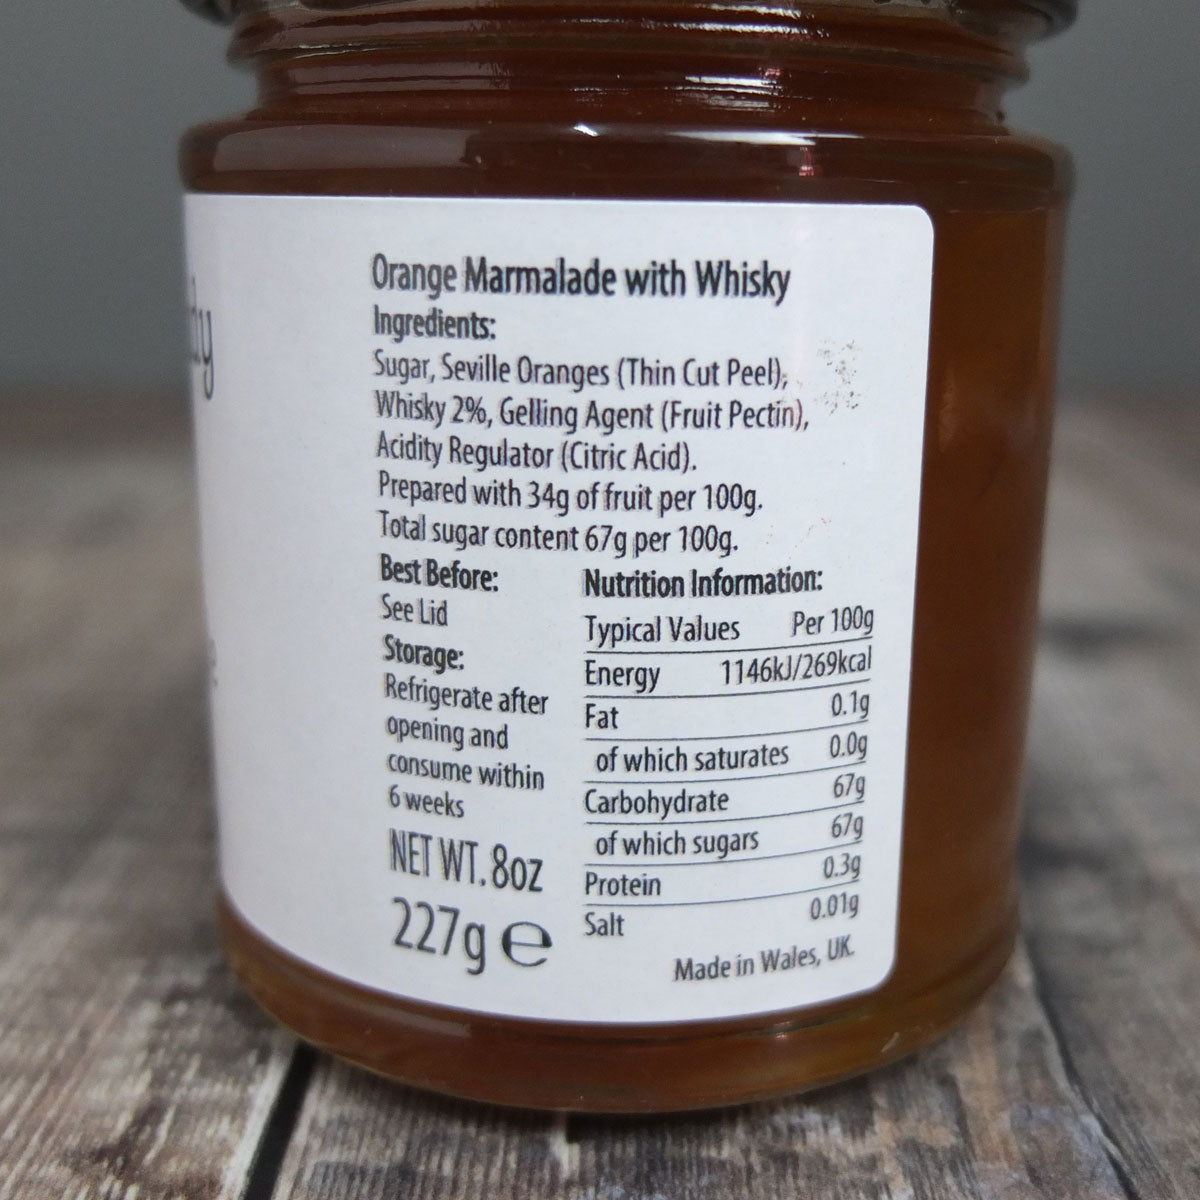 Orange Marmalade with Whisky
Ingredients:
Sugar, Seville Oranges (Thin Cut Peel),
Whisky 2%, Gelling Agent (Fruit Pectin),
Acidity Regulator (Citric Acid).
Prepared with 34g of fruit per 100g.
Total sugar content 67g per 100g.
Best Before:
See Lid
Storage:
Refrigerate after
opening and
consume within
6 weeks
NET WT. 8oz
227g e
Nutrition Information:
Typical Values Per 100g
Energy 1146kJ/269kcal
Fat 0.1g
of which saturates 0.0g
Carbohydrate 67g
of which sugars 67g
Protein 0.3g
Salt 0.01g
Made in Wales, UK.